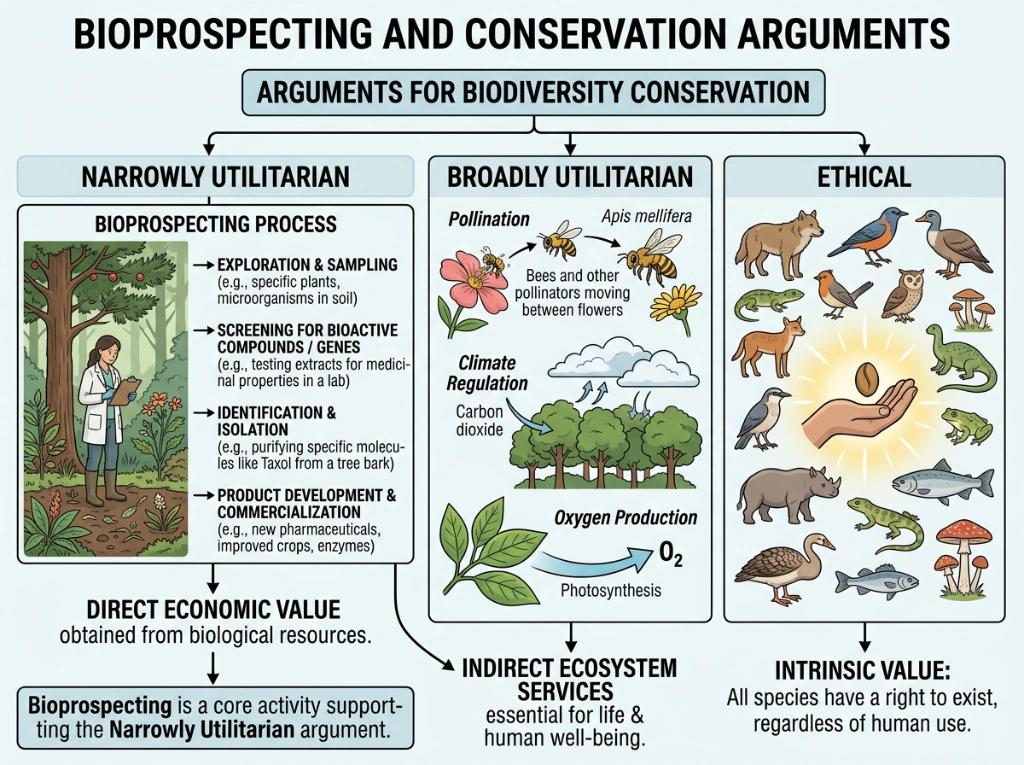 BIOPROSPECTING AND CONSERVATION ARGUMENTS
ARGUMENTS FOR BIODIVERSITY CONSERVATION
NARROWLY UTILITARIAN
BIOPROSPECTING PROCESS
EXPLORATION & SAMPLING
(e.g., specific plants,
microorganisms in soil)
SCREENING FOR BIOACTIVE
COMPOUNDS / GENES
(e.g., testing extracts for medici-
nal properties in a lab)
IDENTIFICATION &
ISOLATION
(e.g., purifying specific molecu-
les like Taxol from a tree bark)
PRODUCT DEVELOPMENT &
COMMERCIALIZATION
(e.g., new pharmaceuticals,
improved crops, enzymes)
DIRECT ECONOMIC VALUE
obtained from biological resources.
Bioprospecting is a core activity support-
ting the Narrowly Utilitarian argument.
BROADLY UTILITARIAN
Pollination
Apis mellifera
Bees and other
pollinators moving
between flowers
Climate
Regulation
Carbon
dioxide
Oxygen Production
O₂
Photosynthesis
INDIRECT ECOSYSTEM
SERVICES
essential for life &
human well-being.
ETHICAL
INTRINSIC VALUE:
All species have a right to exist,
regardless of human use.